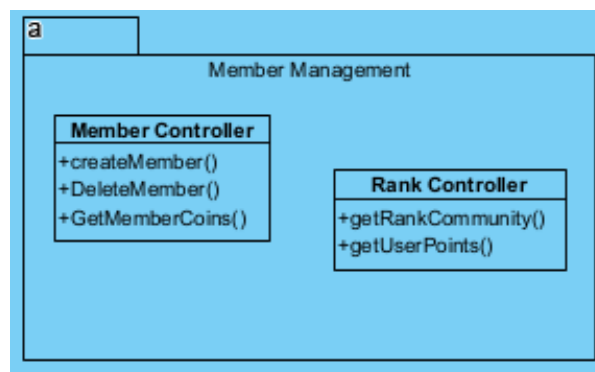 a
Member Management
Member Controller
+createMember()
+DeleteMember()
+GetMemberCoins()
Rank Controller
+getRankCommunity()
+getUserPoints()